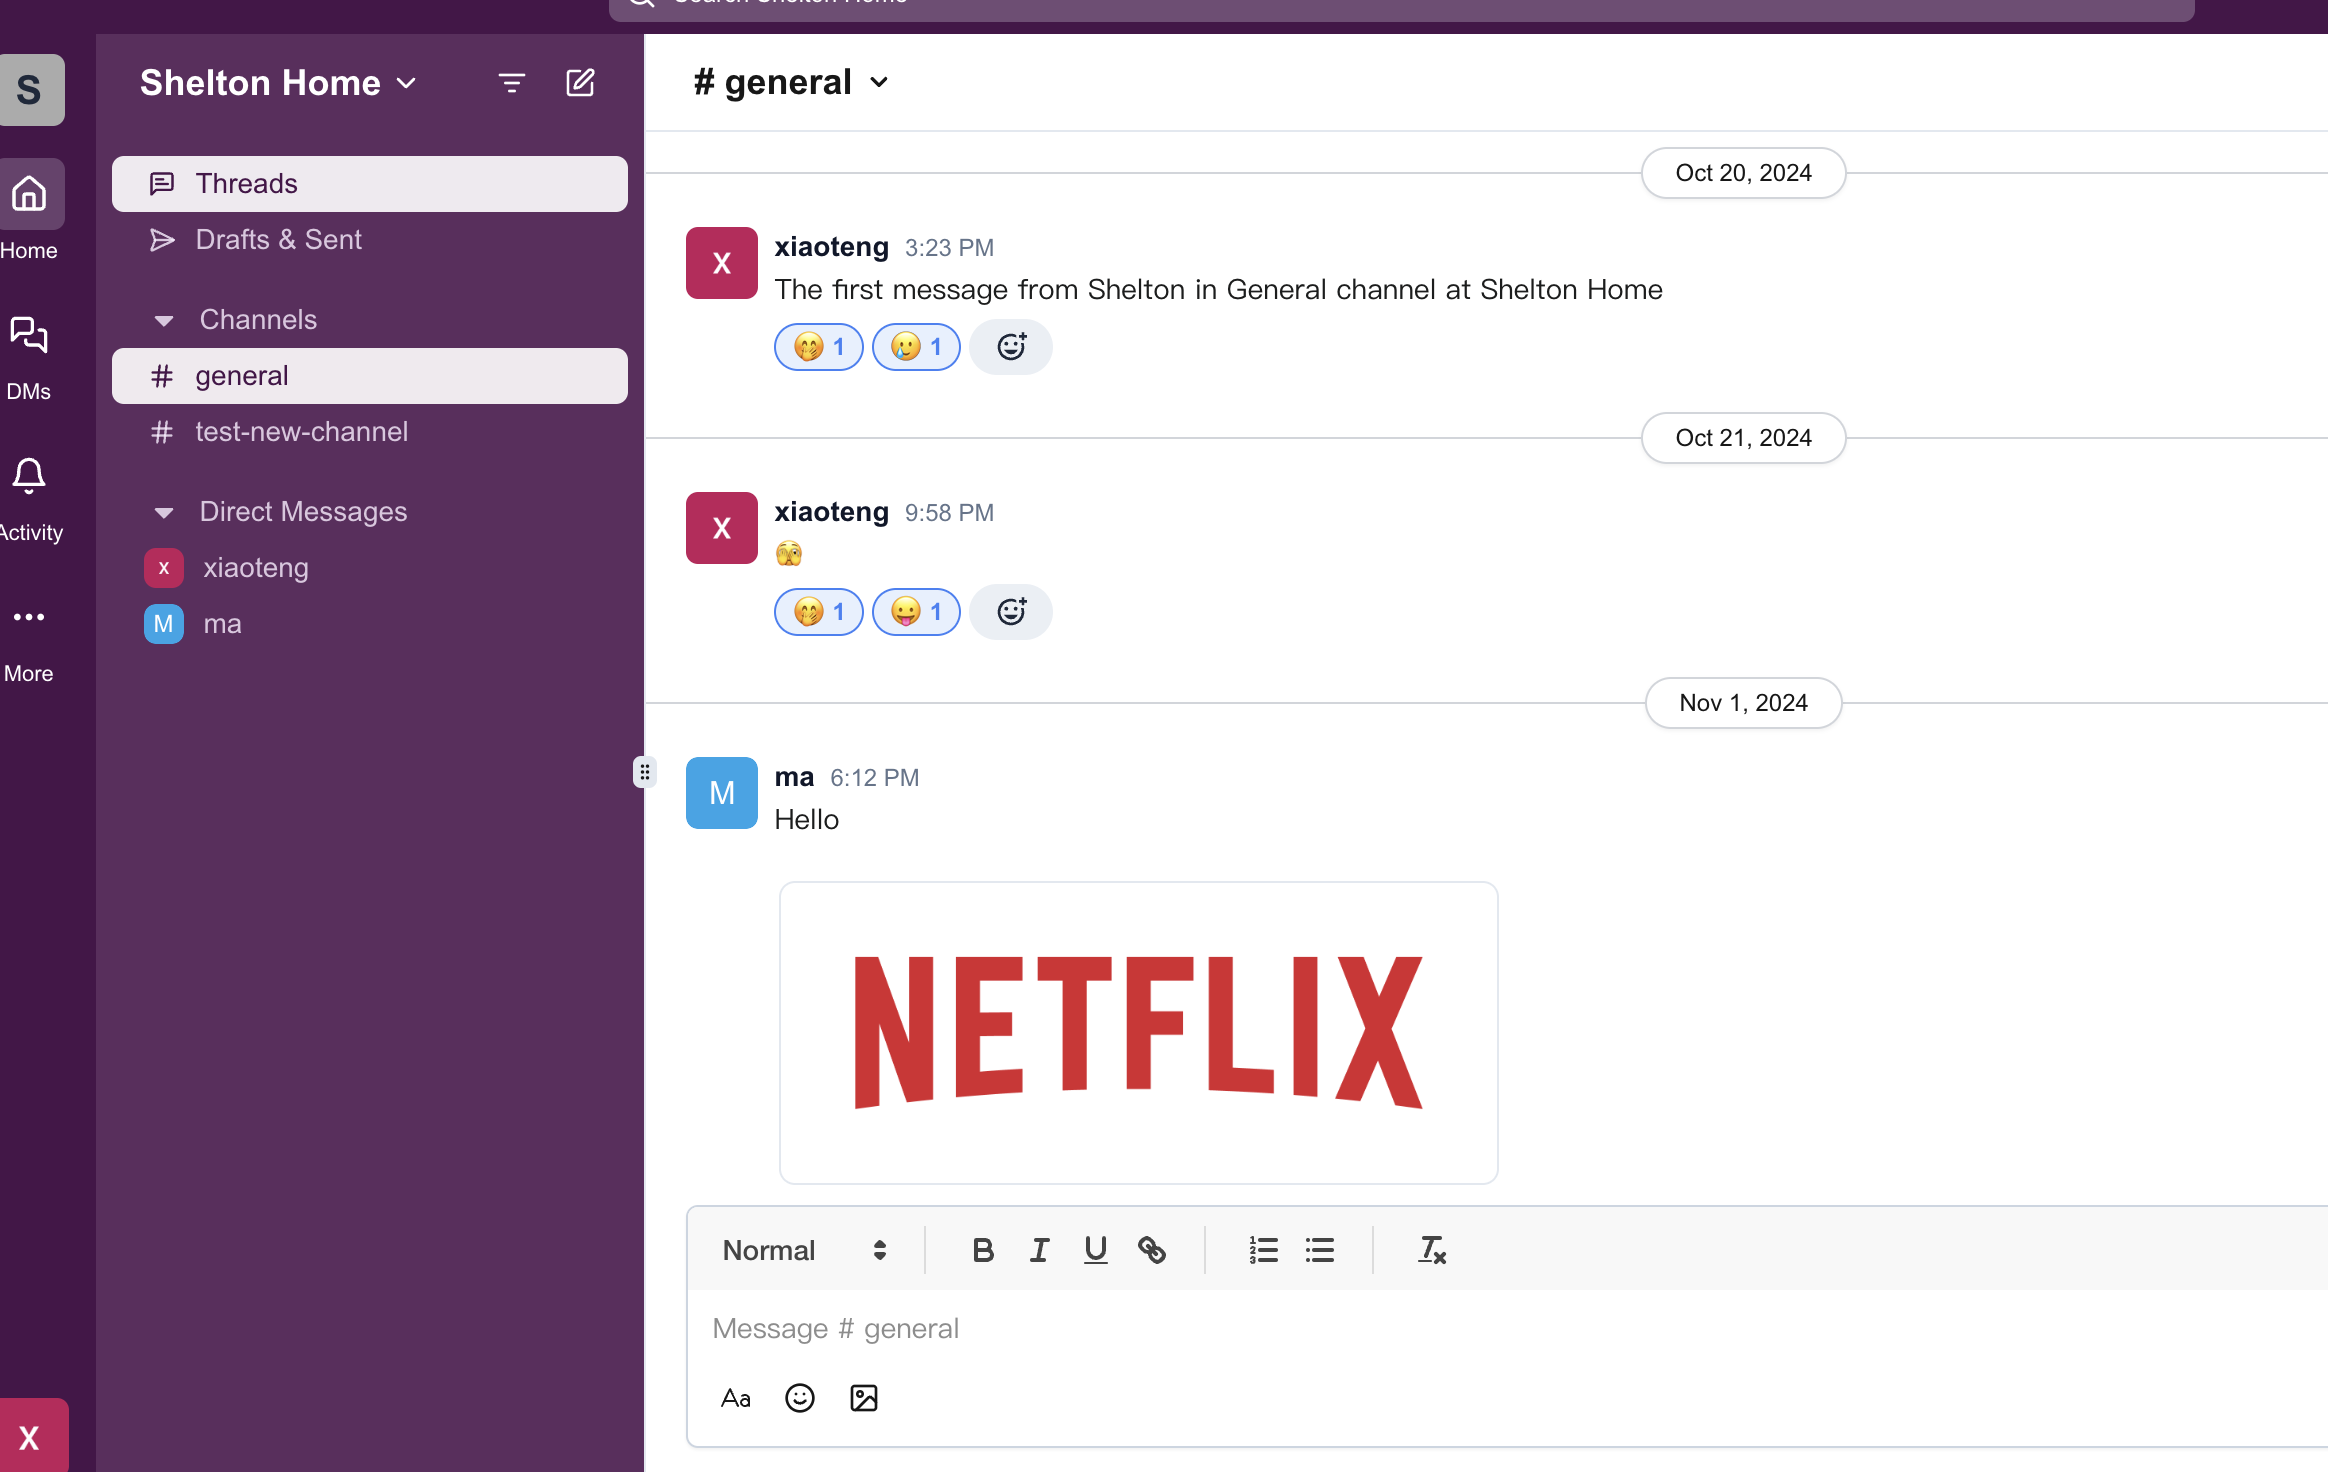 Search Shelton Home
S
Shelton Home
# general
Home
DMs
Activity
More
X
Threads
Drafts & Sent
Channels
# general
# test-new-channel
Direct Messages
X xiaoteng
M ma
Oct 20, 2024
X
xiaoteng 3:23 PM
The first message from Shelton in General channel at Shelton Home
🤭 1 🥲 1
Oct 21, 2024
X
xiaoteng 9:58 PM
🫣
🤭 1 😛 1
Nov 1, 2024
M
ma 6:12 PM
Hello
NETFLIX
Normal B I U
Message # general
Aa